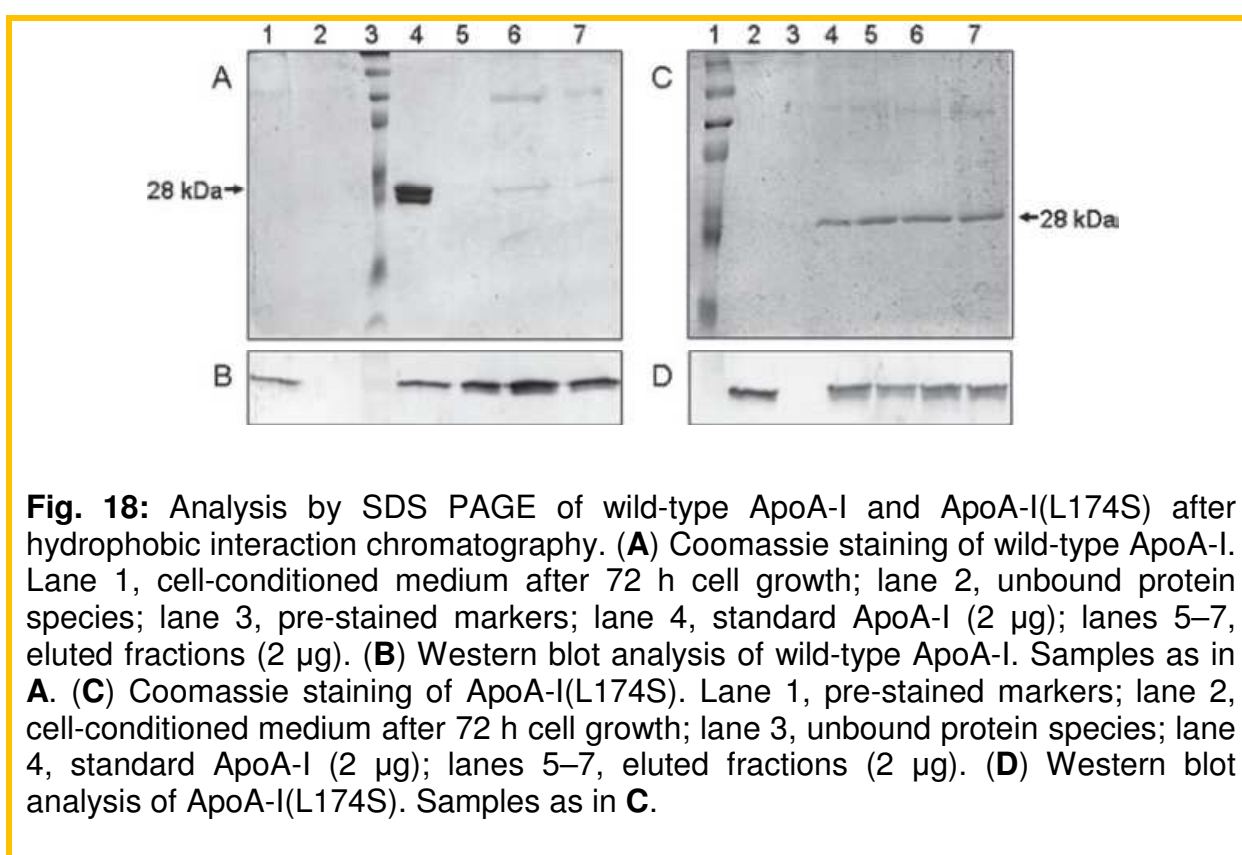 1 2 3 4 5 6 7 1 2 3 4 5 6 7
A C
28 kDa 28 kDa
B D
Fig. 18: Analysis by SDS PAGE of wild-type ApoA-I and ApoA-I(L174S) after
hydrophobic interaction chromatography. (A) Coomassie staining of wild-type ApoA-I.
Lane 1, cell-conditioned medium after 72 h cell growth; lane 2, unbound protein
species; lane 3, pre-stained markers; lane 4, standard ApoA-I (2 µg); lanes 5–7,
eluted fractions (2 µg). (B) Western blot analysis of wild-type ApoA-I. Samples as in
A. (C) Coomassie staining of ApoA-I(L174S). Lane 1, pre-stained markers; lane 2,
cell-conditioned medium after 72 h cell growth; lane 3, unbound protein species; lane
4, standard ApoA-I (2 µg); lanes 5–7, eluted fractions (2 µg). (D) Western blot
analysis of ApoA-I(L174S). Samples as in C.